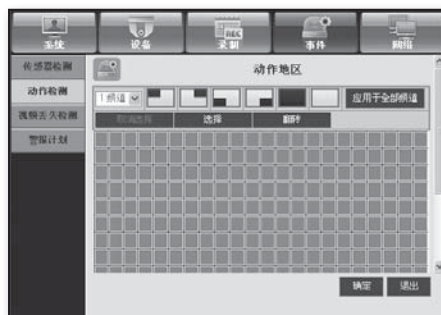 系统 设备 REC 录制 事件 网络
传感器检测
动作检测
视频丢失检测
警报计划
动作地区
1 频道 应用于全部频道
取消选择 选择 翻转
确定 退出